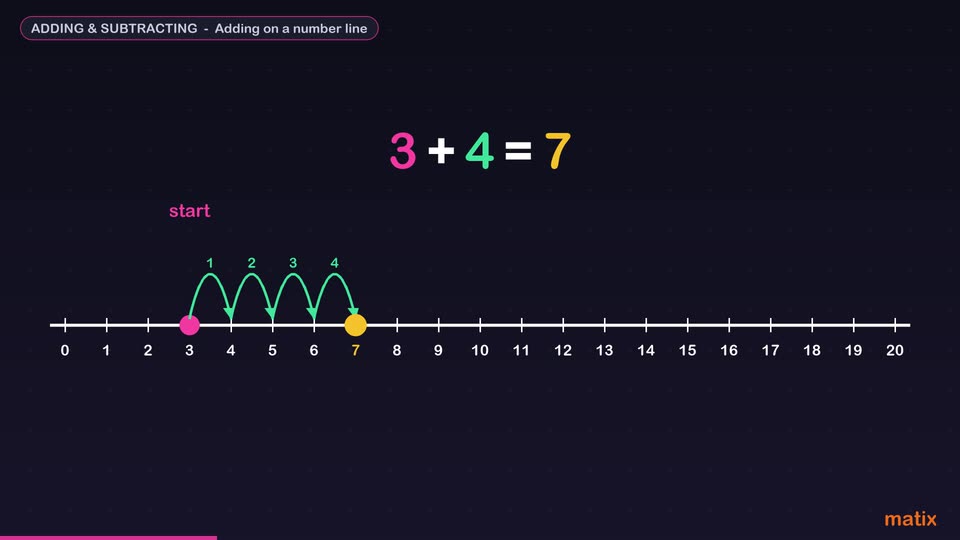 ADDING & SUBTRACTING - Adding on a number line
3 + 4 = 7
start
1 2 3 4
0 1 2 3 4 5 6 7 8 9 10 11 12 13 14 15 16 17 18 19 20
matix